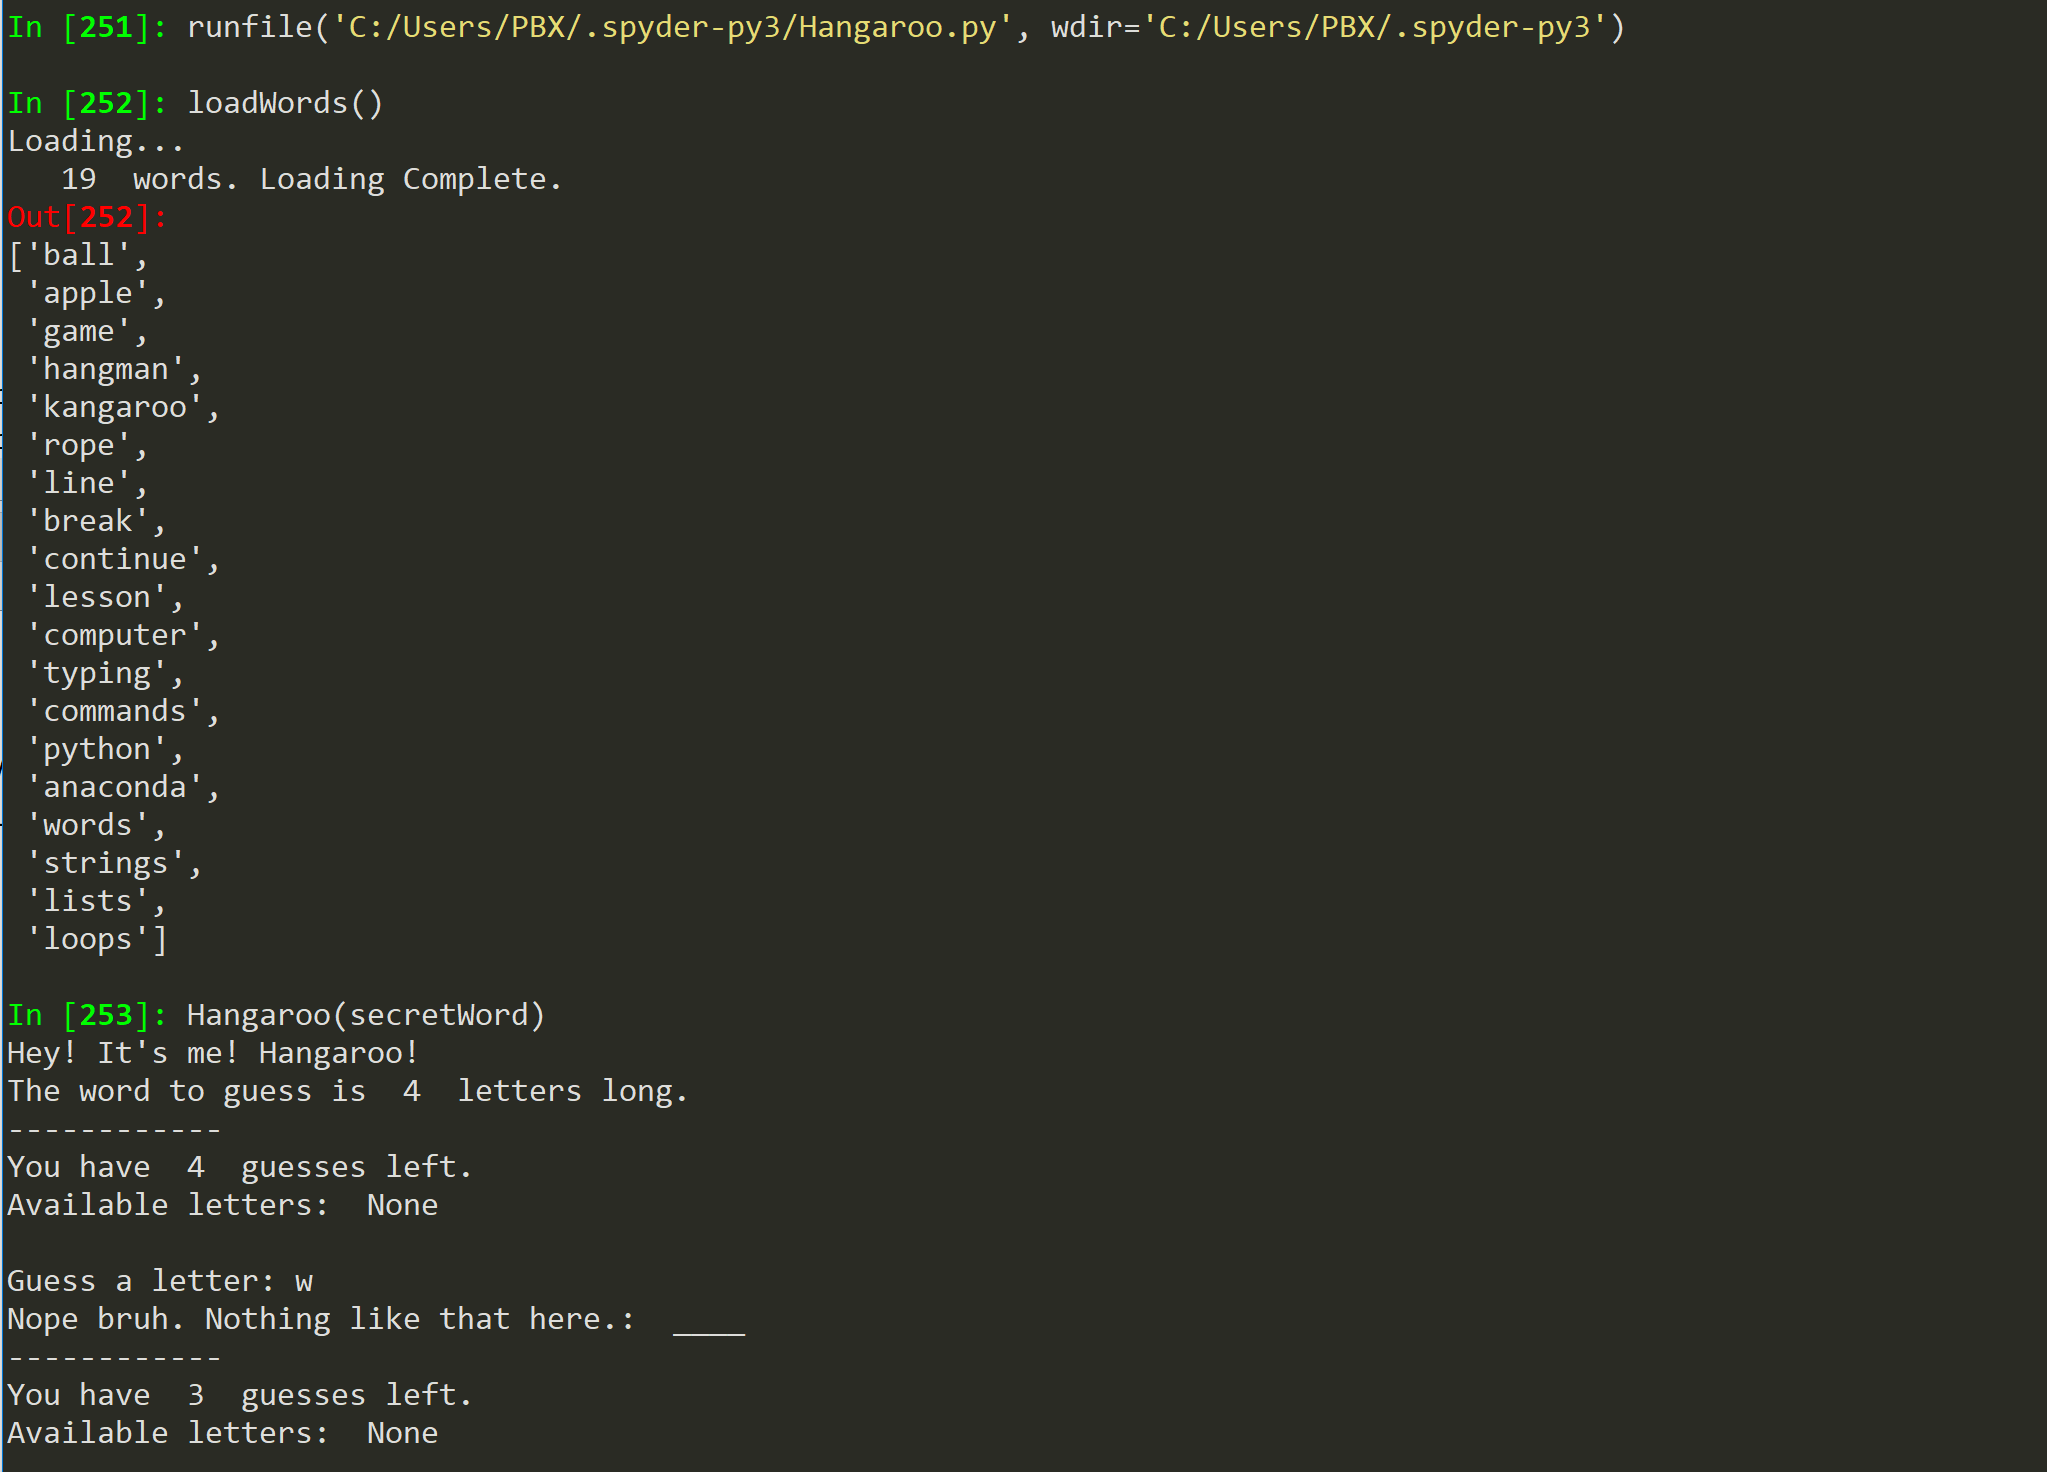 In [251]: runfile('C:/Users/PBX/.spyder-py3/Hangaroo.py', wdir='C:/Users/PBX/.spyder-py3')
In [252]: loadWords()
Loading...
   19  words. Loading Complete.
Out[252]:
['ball',
 'apple',
 'game',
 'hangman',
 'kangaroo',
 'rope',
 'line',
 'break',
 'continue',
 'lesson',
 'computer',
 'typing',
 'commands',
 'python',
 'anaconda',
 'words',
 'strings',
 'lists',
 'loops']
In [253]: Hangaroo(secretWord)
Hey! It's me! Hangaroo!
The word to guess is  4  letters long.
------------
You have  4  guesses left.
Available letters:  None
Guess a letter: w
Nope bruh. Nothing like that here.:  ____
------------
You have  3  guesses left.
Available letters:  None